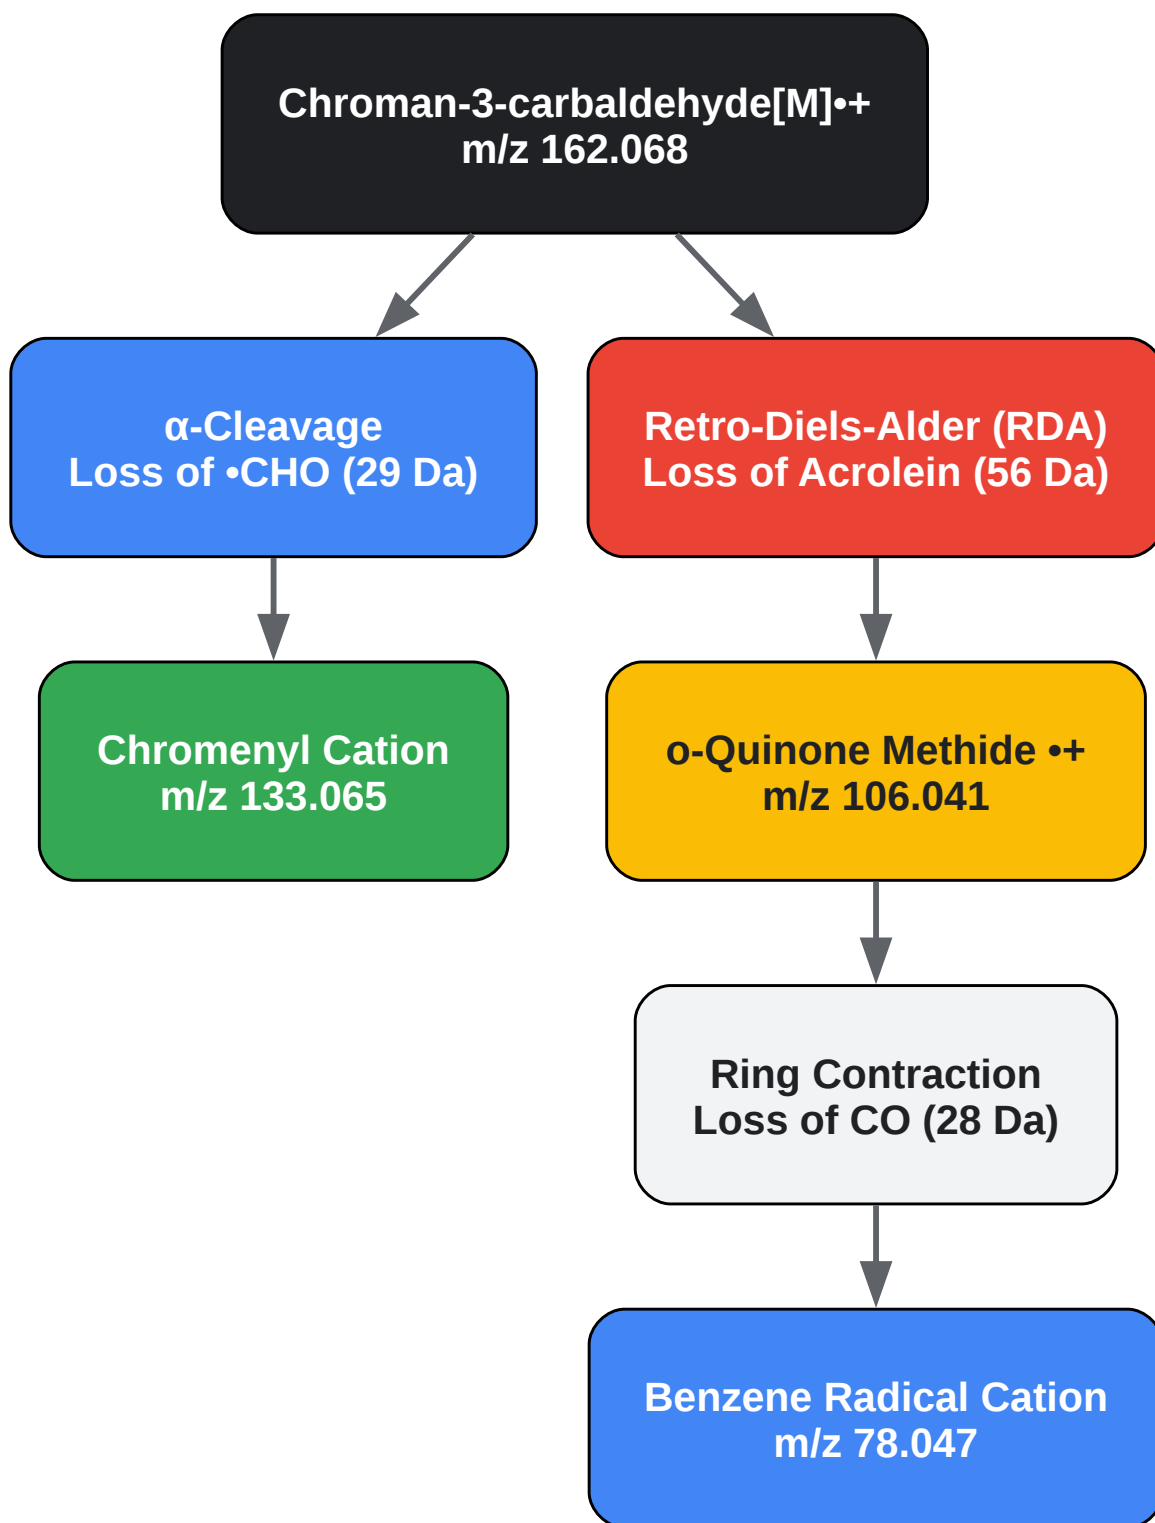 Chroman-3-carbaldehyde[M]•+
m/z 162.068
α-Cleavage
Loss of •CHO (29 Da)
Retro-Diels-Alder (RDA)
Loss of Acrolein (56 Da)
Chromenyl Cation
m/z 133.065
o-Quinone Methide •+
m/z 106.041
Ring Contraction
Loss of CO (28 Da)
Benzene Radical Cation
m/z 78.047